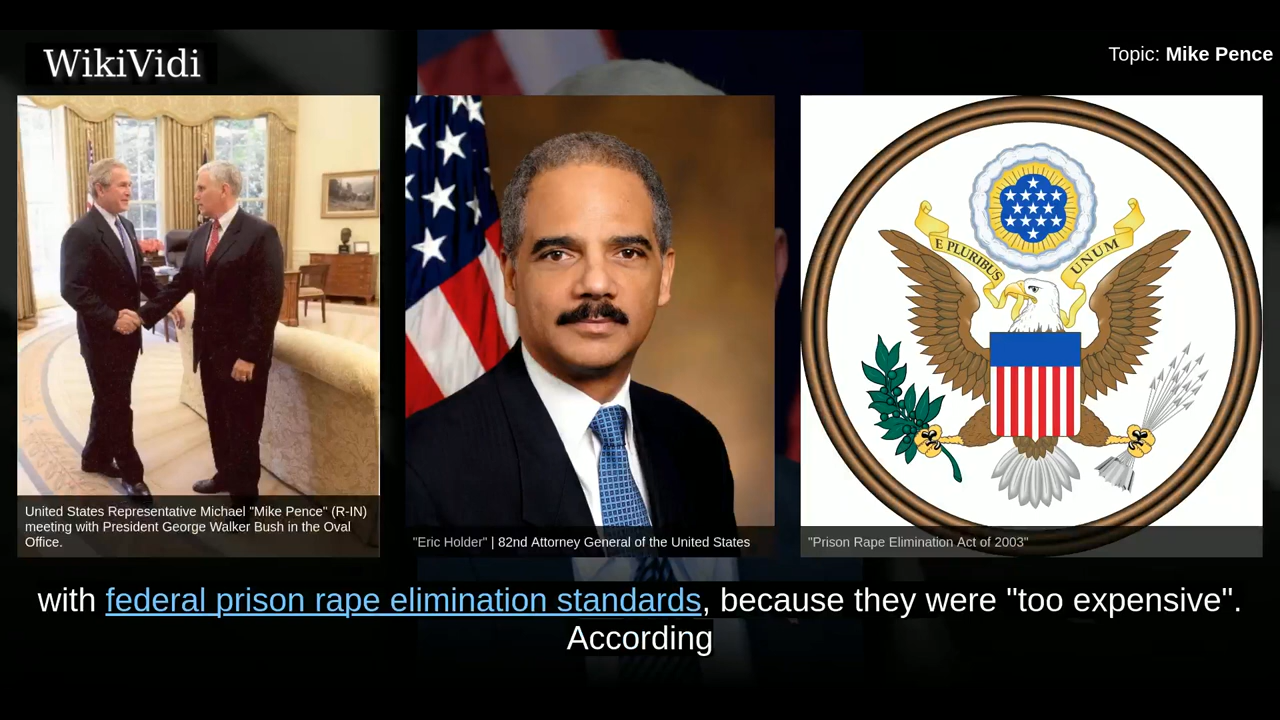 WikiVidi
Topic: Mike Pence
E PLURIBUS UNUM
United States Representative Michael "Mike Pence" (R-IN)
meeting with President George Walker Bush in the Oval
Office.
"Eric Holder" | 82nd Attorney General of the United States
"Prison Rape Elimination Act of 2003"
with federal prison rape elimination standards, because they were "too expensive".
According